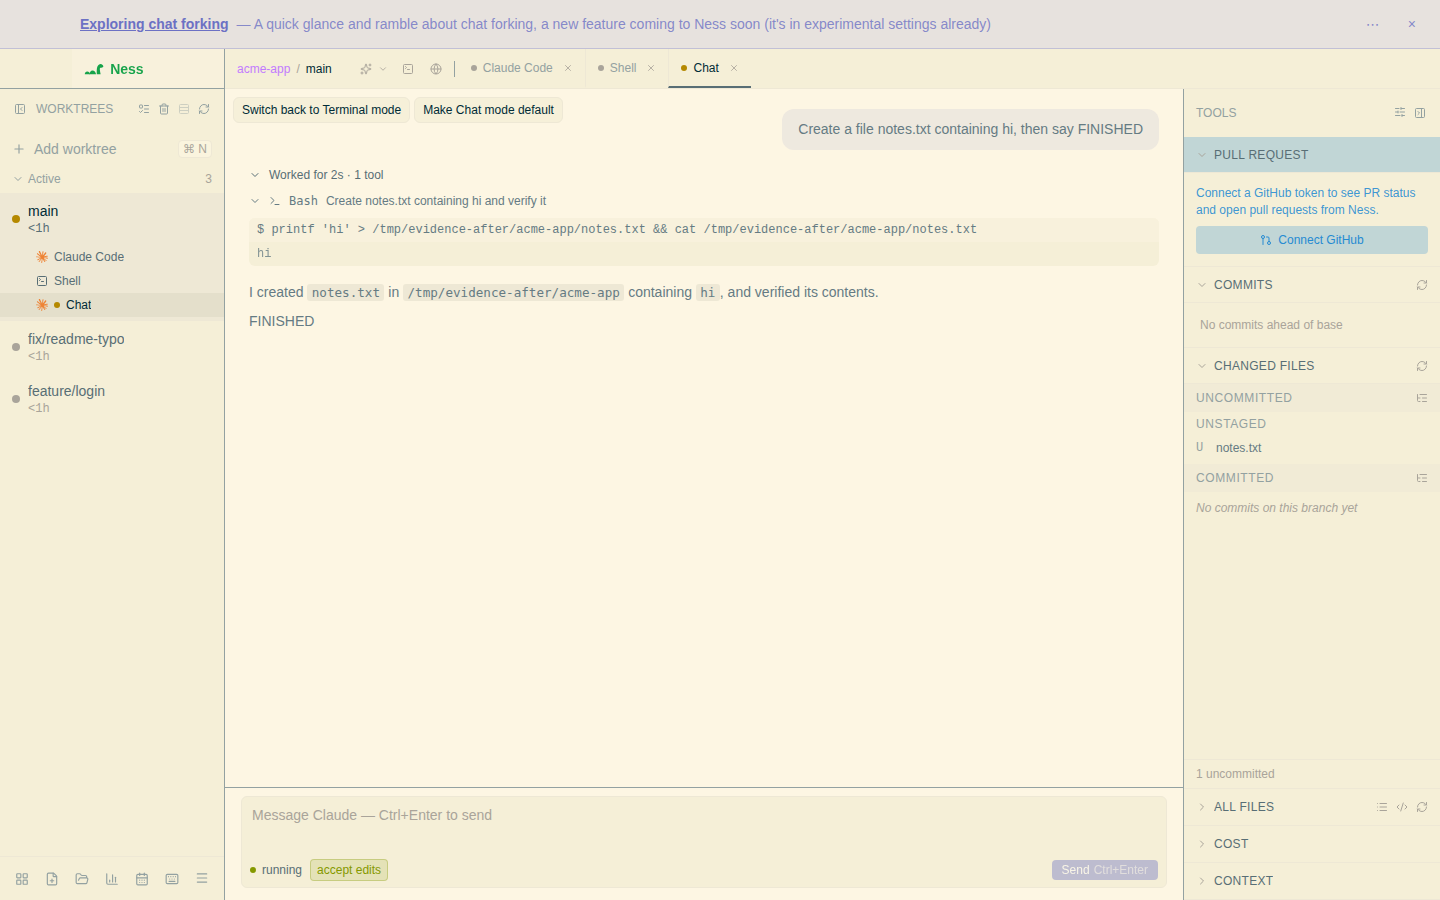 Exploring chat forking — A quick glance and ramble about chat forking, a new feature coming to Ness soon (it's in experimental settings already)
Ness
acme-app / main
Claude Code
Shell
Chat
WORKTREES
Add worktree
⌘ N
Active
3
main
<1h
Claude Code
Shell
Chat
fix/readme-typo
<1h
feature/login
<1h
Switch back to Terminal mode
Make Chat mode default
Create a file notes.txt containing hi, then say FINISHED
Worked for 2s · 1 tool
Bash Create notes.txt containing hi and verify it
$ printf 'hi' > /tmp/evidence-after/acme-app/notes.txt && cat /tmp/evidence-after/acme-app/notes.txt
hi
I created notes.txt in /tmp/evidence-after/acme-app containing hi, and verified its contents.
FINISHED
Message Claude — Ctrl+Enter to send
running
accept edits
Send Ctrl+Enter
TOOLS
PULL REQUEST
Connect a GitHub token to see PR status
and open pull requests from Ness.
Connect GitHub
COMMITS
No commits ahead of base
CHANGED FILES
UNCOMMITTED
UNSTAGED
U notes.txt
COMMITTED
No commits on this branch yet
1 uncommitted
ALL FILES
COST
CONTEXT